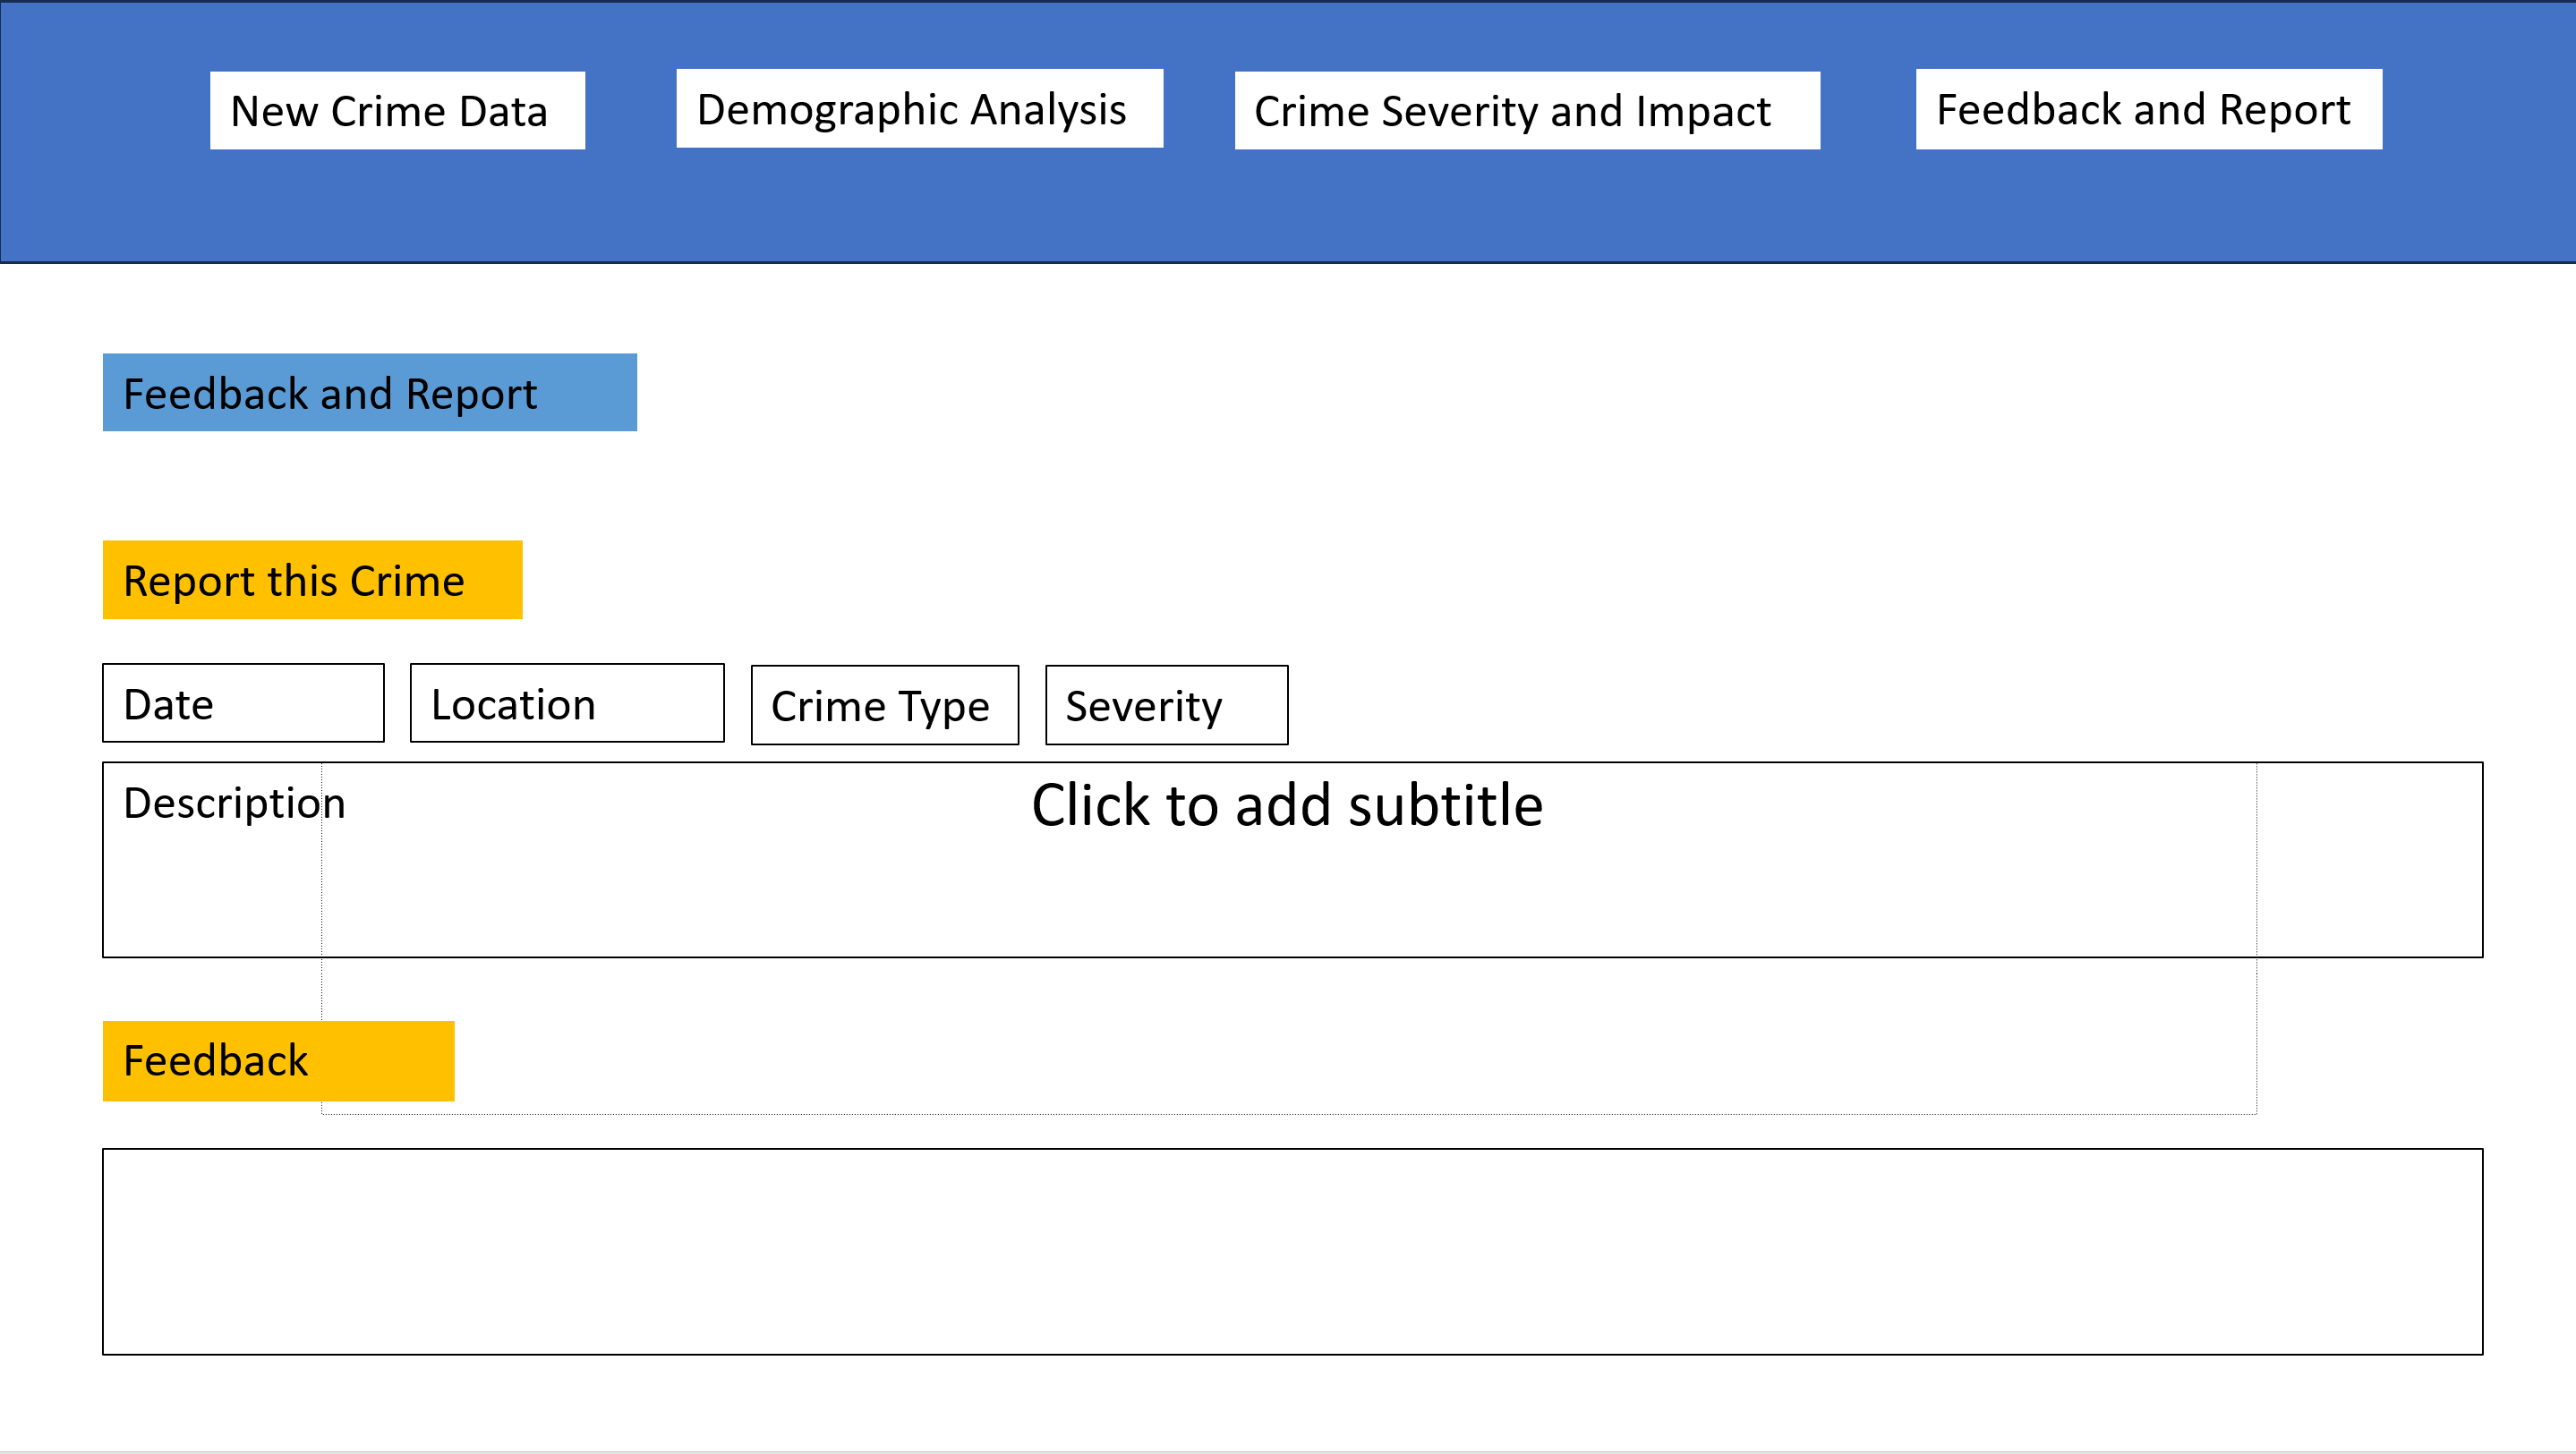 New Crime Data
Demographic Analysis
Crime Severity and Impact
Feedback and Report
Feedback and Report
Report this Crime
Date
Location
Crime Type
Severity
Description
Click to add subtitle
Feedback